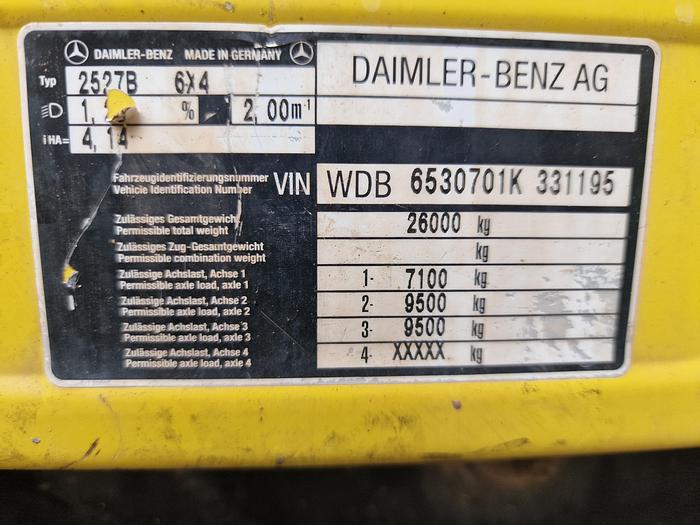 DAIMLER-BENZ MADE IN GERMANY
DAIMLER-BENZ AG
Typ 2527B 6X4
1, % 2,00m-1
iHA= 4,14
Fahrzeugidentifizierungsnummer
Vehicle Identification Number
VIN WDB 6530701K 331195
Zulässiges Gesamtgewicht
Permissible total weight
26000 kg
Zulässiges Zug-Gesamtgewicht
Permissible combination weight
kg
Zulässige Achslast, Achse 1
Permissible axle load, axle 1
1- 7100 kg
Zulässige Achslast, Achse 2
Permissible axle load, axle 2
2- 9500 kg
Zulässige Achslast, Achse 3
Permissible axle load, axle 3
3- 9500 kg
Zulässige Achslast, Achse 4
Permissible axle load, axle 4
4- XXXXX kg